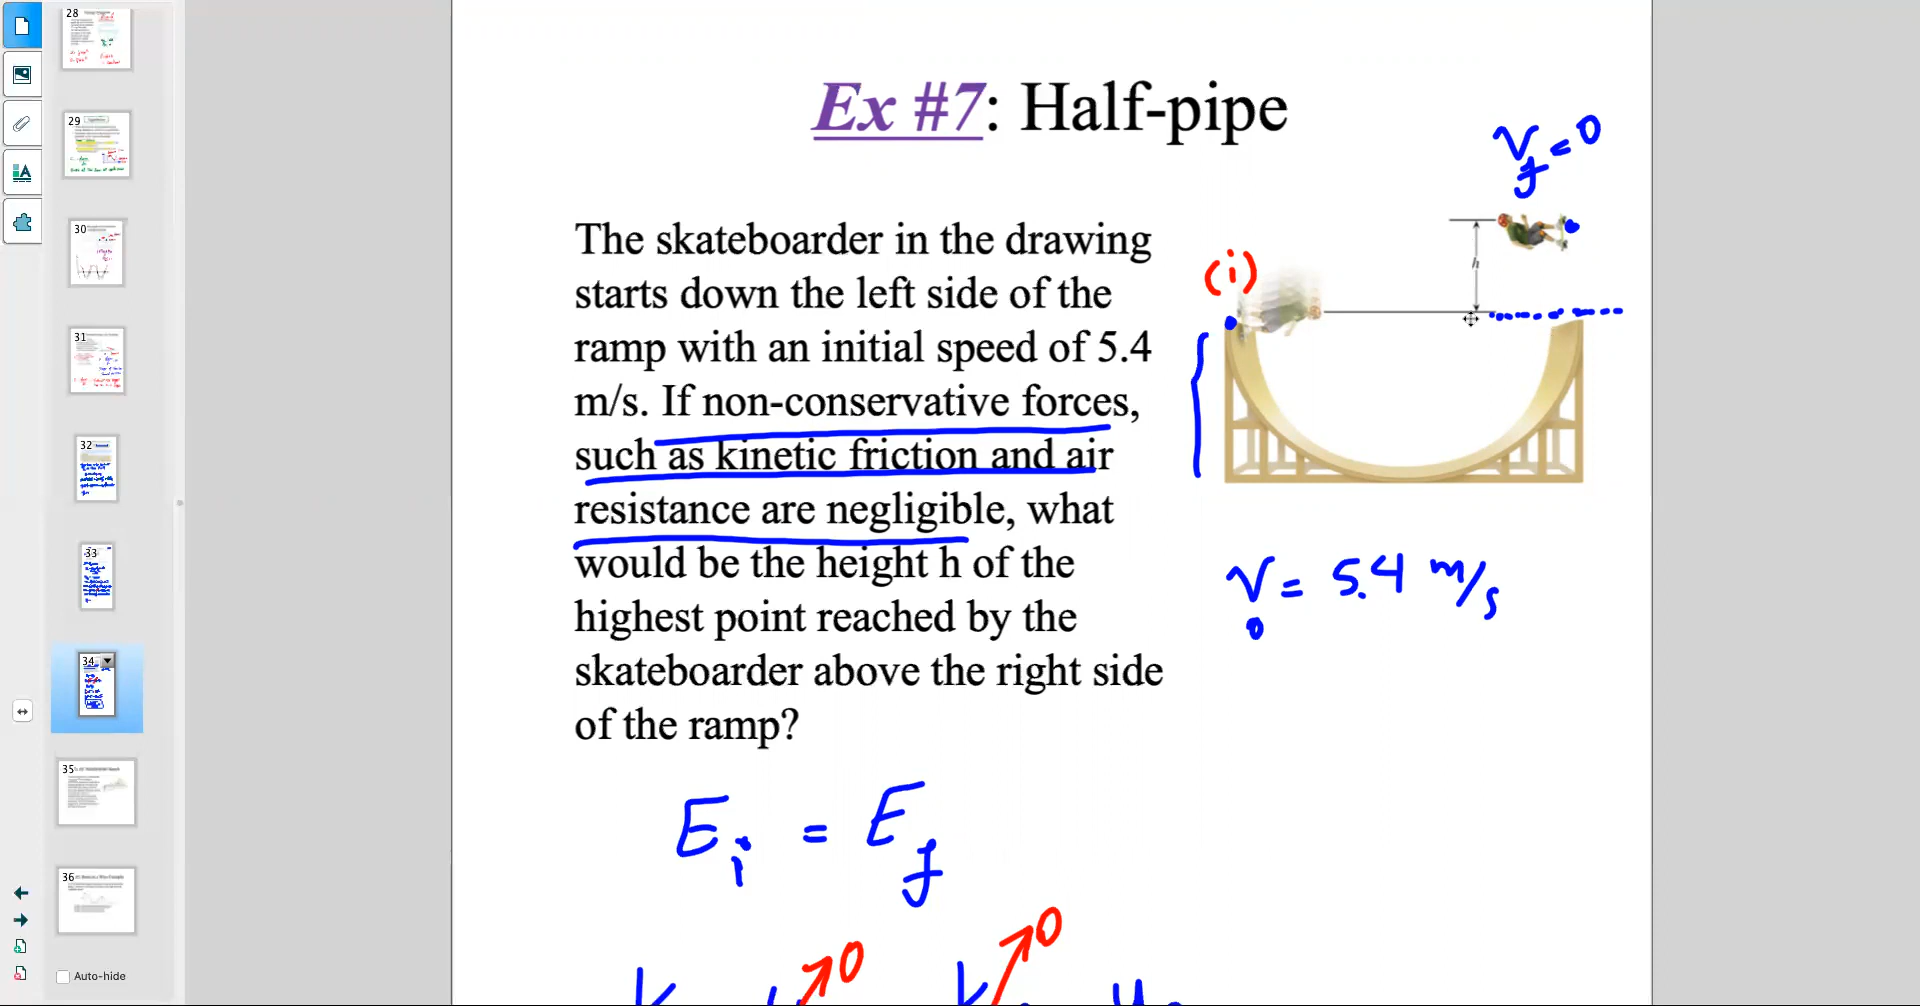 28
29
30
31
32
33
34
35
36
Auto-hide
Ex #7: Half-pipe
The skateboarder in the drawing
starts down the left side of the
ramp with an initial speed of 5.4
m/s. If non-conservative forces,
such as kinetic friction and air
resistance are negligible, what
would be the height h of the
highest point reached by the
skateboarder above the right side
of the ramp?
Vf = 0
(i)
h
V0 = 5.4 m/s
Ei = Ef
0
0